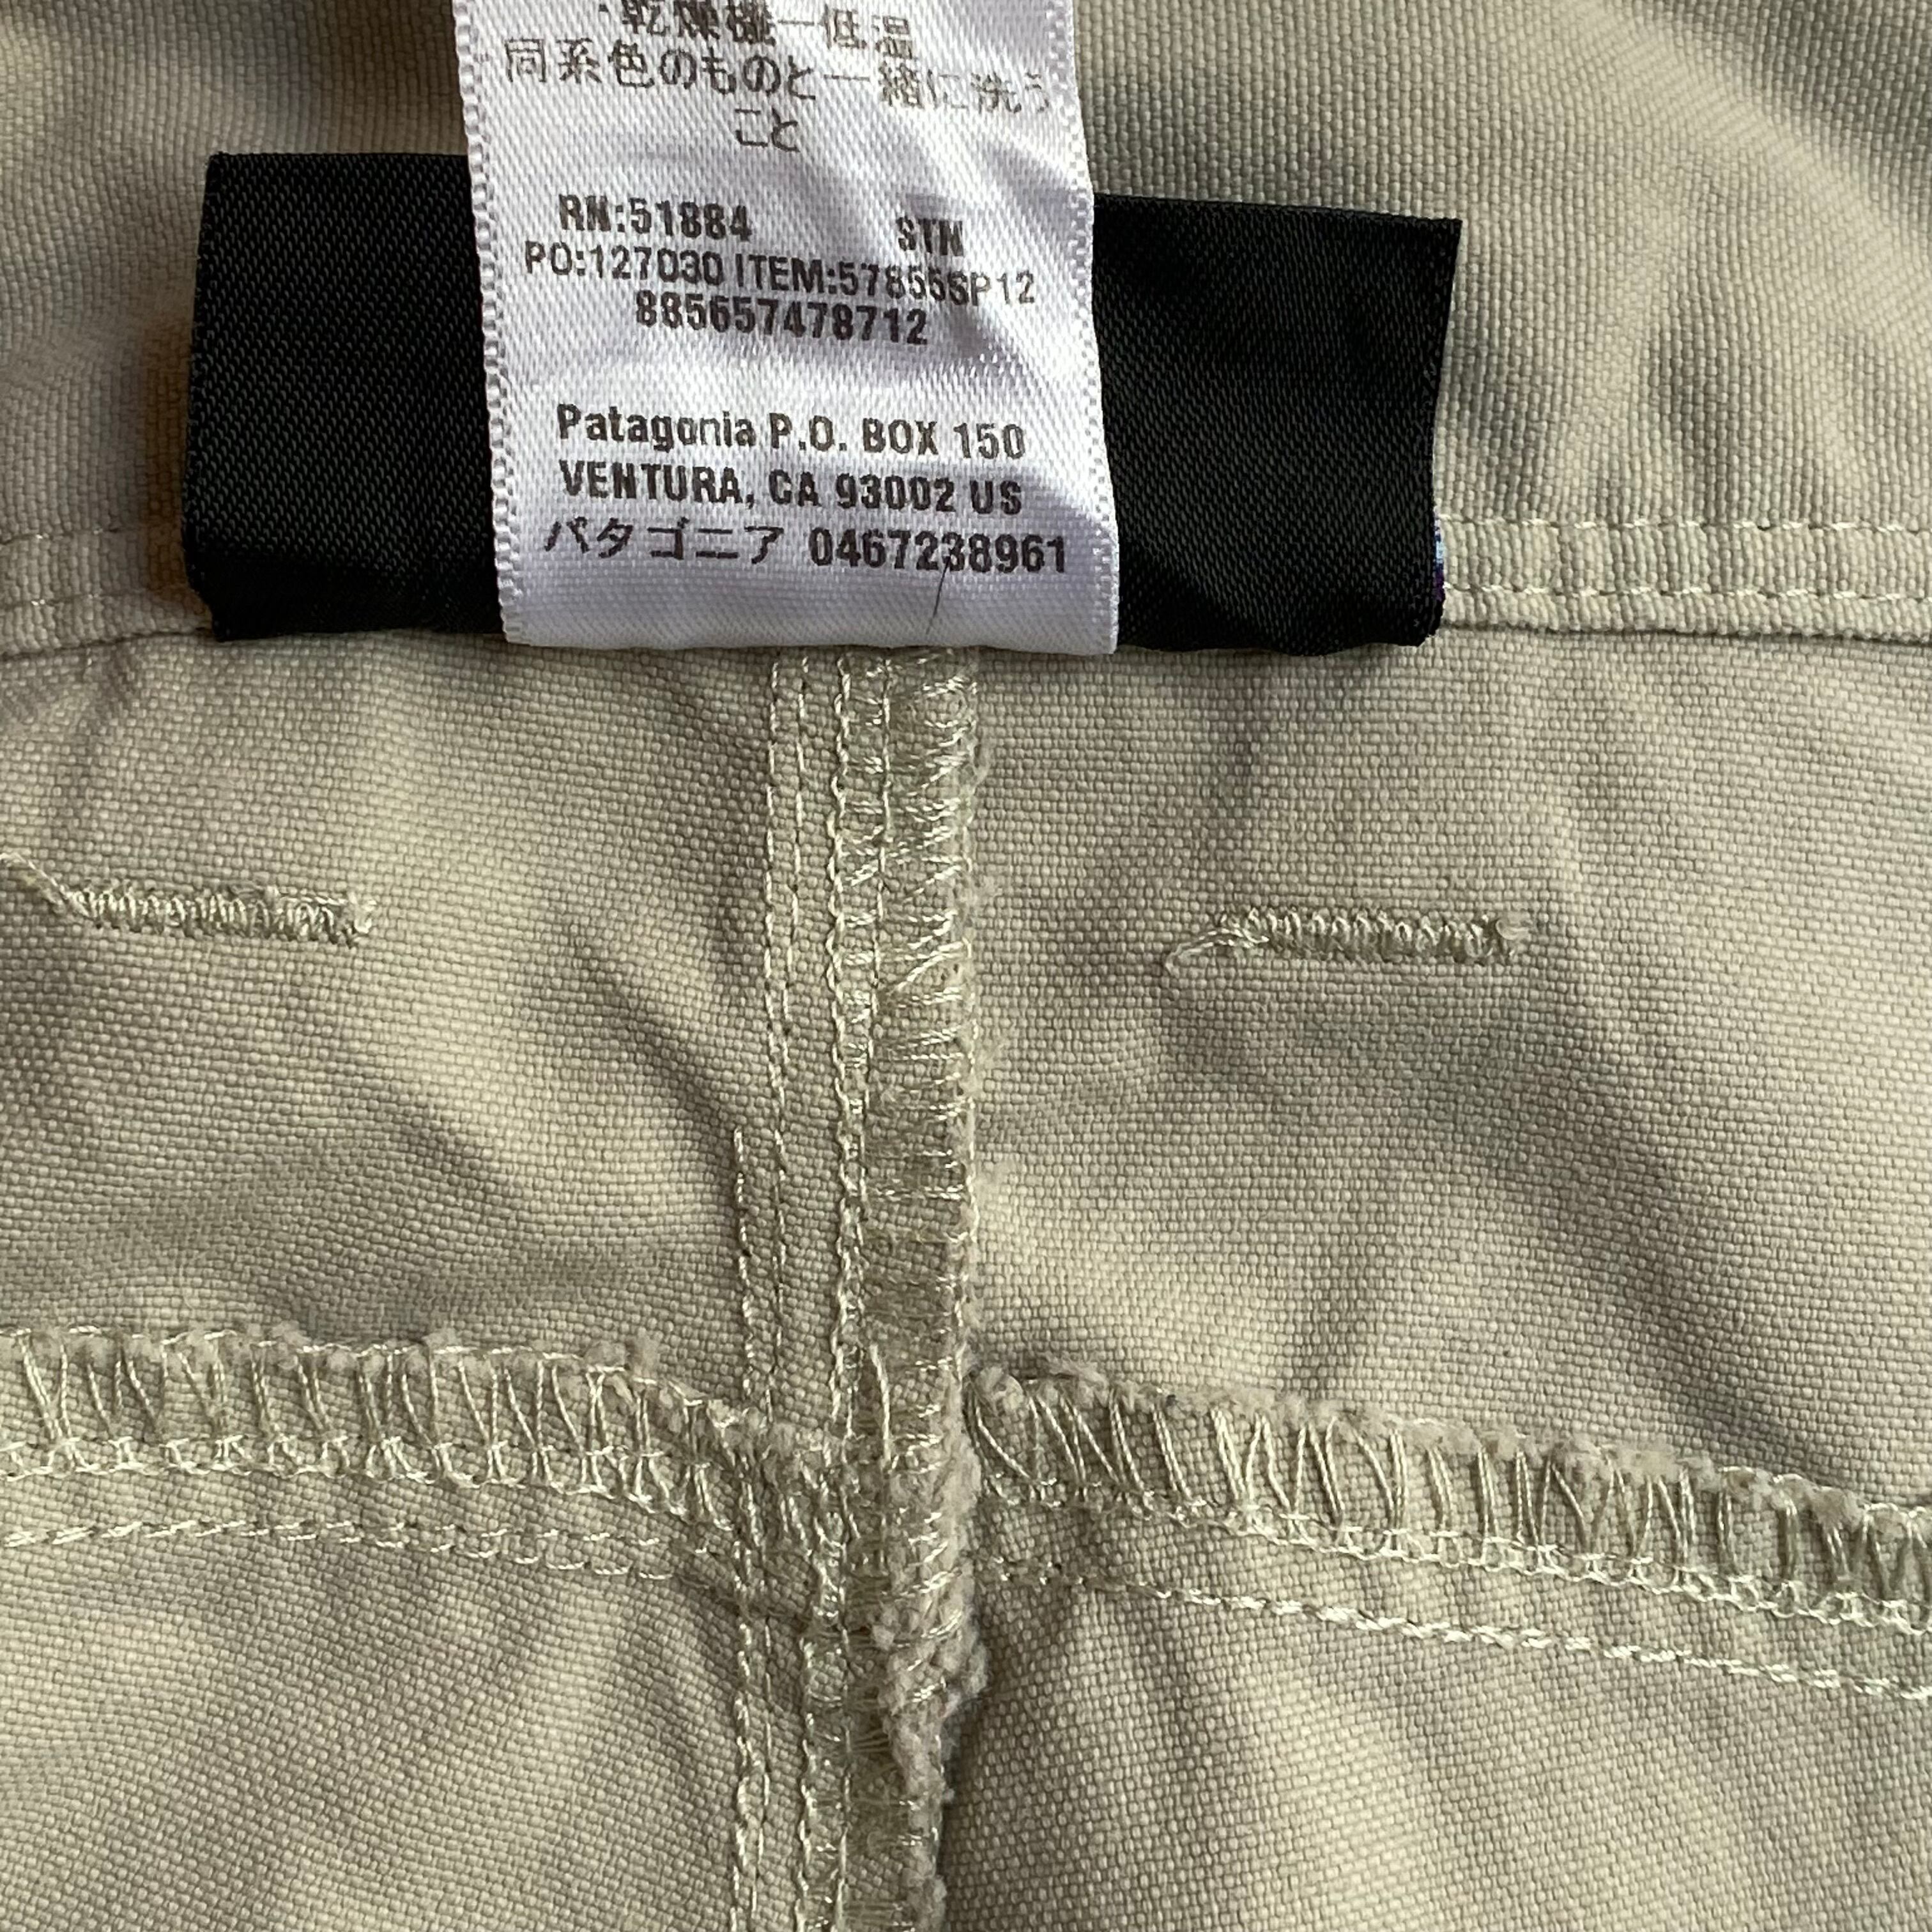 ・乾燥機ー低温
同系色のものと一緒に洗う
こと
RN:51884 STN
PO:127030 ITEM:57855SP12
885657478712
Patagonia P.O. BOX 150
VENTURA, CA 93002 US
パタゴニア 0467238961